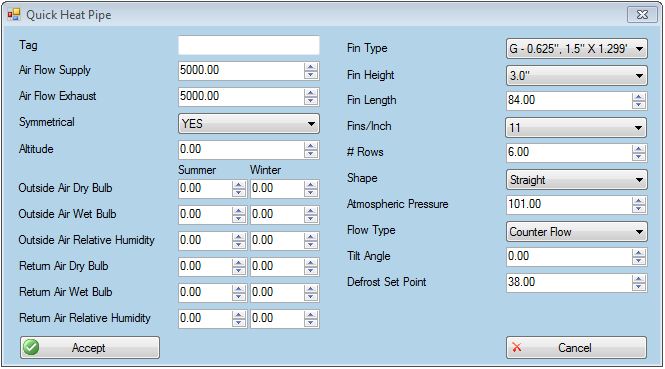 Quick Heat Pipe
Tag
Air Flow Supply 5000.00
Air Flow Exhaust 5000.00
Symmetrical YES
Altitude 0.00
Summer Winter
Outside Air Dry Bulb 0.00 0.00
Outside Air Wet Bulb 0.00 0.00
Outside Air Relative Humidity 0.00 0.00
Return Air Dry Bulb 0.00 0.00
Return Air Wet Bulb 0.00 0.00
Return Air Relative Humidity 0.00 0.00
Accept
Fin Type G - 0.625", 1.5" X 1.299'
Fin Height 3.0"
Fin Length 84.00
Fins/Inch 11
# Rows 6.00
Shape Straight
Atmospheric Pressure 101.00
Flow Type Counter Flow
Tilt Angle 0.00
Defrost Set Point 38.00
Cancel